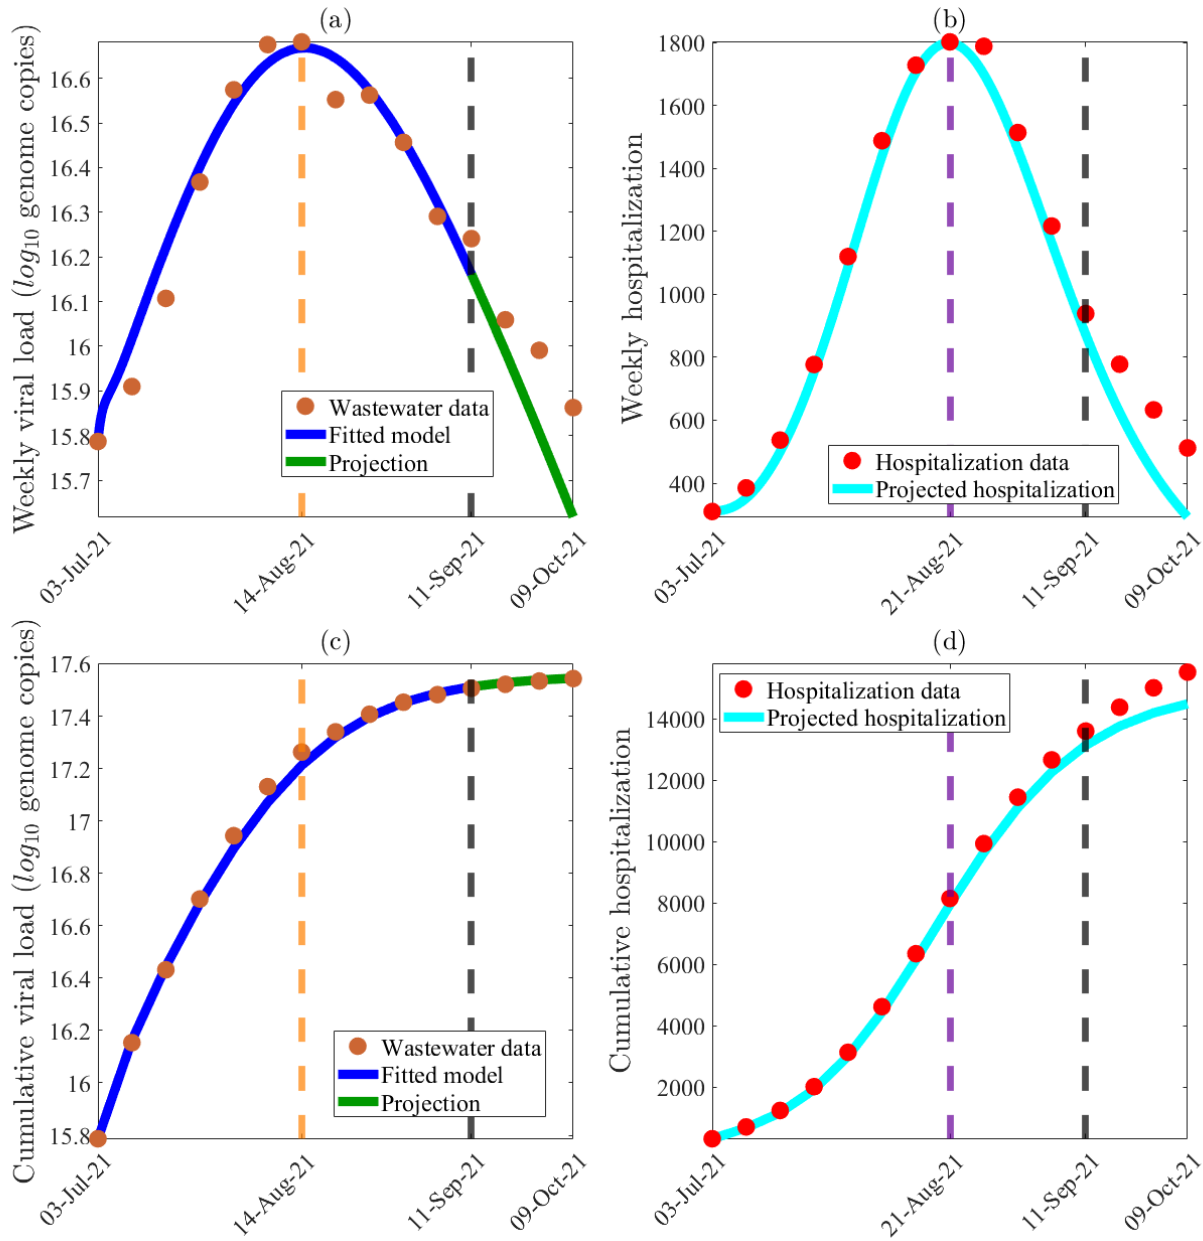 (a)
Weekly viral load (log10 genome copies)
16.6
16.5
16.4
16.3
16.2
16.1
16
15.9
15.8
15.7
Wastewater data
Fitted model
Projection
03-Jul-21
14-Aug-21
11-Sep-21
09-Oct-21
(b)
Weekly hospitalization
1800
1600
1400
1200
1000
800
600
400
Hospitalization data
Projected hospitalization
03-Jul-21
21-Aug-21
11-Sep-21
09-Oct-21
(c)
Cumulative viral load (log10 genome copies)
17.6
17.4
17.2
17
16.8
16.6
16.4
16.2
16
15.8
Wastewater data
Fitted model
Projection
03-Jul-21
14-Aug-21
11-Sep-21
09-Oct-21
(d)
Cumulative hospitalization
14000
12000
10000
8000
6000
4000
2000
Hospitalization data
Projected hospitalization
03-Jul-21
21-Aug-21
11-Sep-21
09-Oct-21